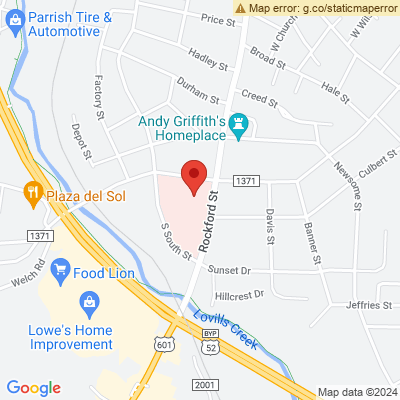 Map error: g.co/staticmaperror
Parrish Tire &
Automotive
Price St
W Church
W Wil
Hadley St
Broad St
Factory St
Durham St
Creed St
Hale St
Andy Griffith's
Homeplace
Depot St
Newsome St
Culbert St
1371
Plaza del Sol
Rockford St
Davis St
Banner St
S South St
1371
Welch Rd
Food Lion
Sunset Dr
Hillcrest Dr
Jeffries St
Lowe's Home
Improvement
Lovills Creek
601
BYP
52
2001
Google
Map data ©2024